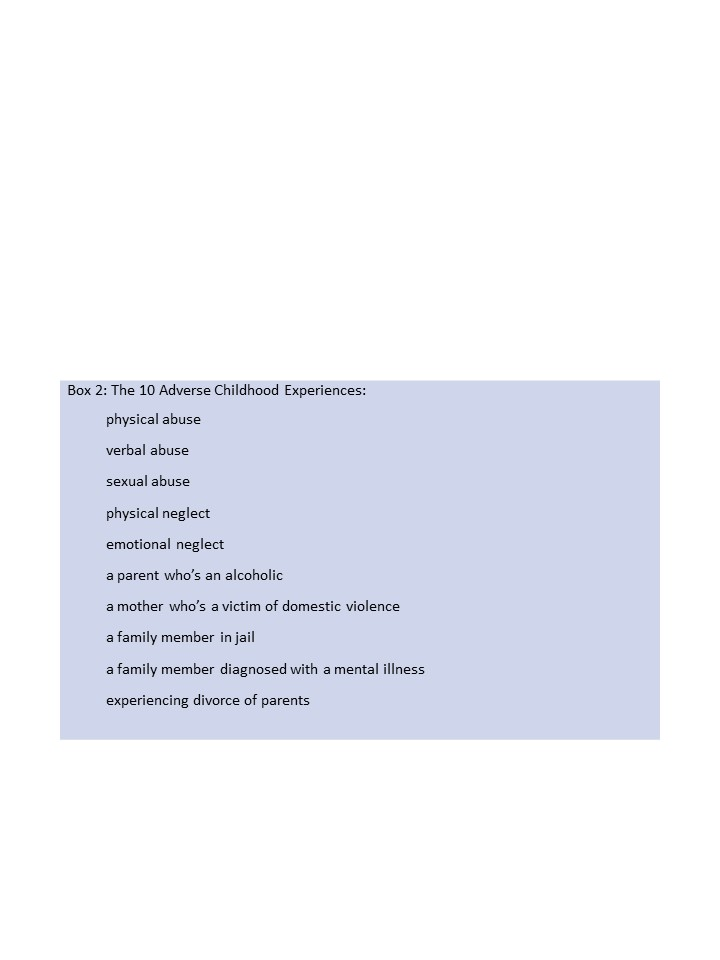 Box 2: The 10 Adverse Childhood Experiences:
physical abuse
verbal abuse
sexual abuse
physical neglect
emotional neglect
a parent who’s an alcoholic
a mother who’s a victim of domestic violence
a family member in jail
a family member diagnosed with a mental illness
experiencing divorce of parents